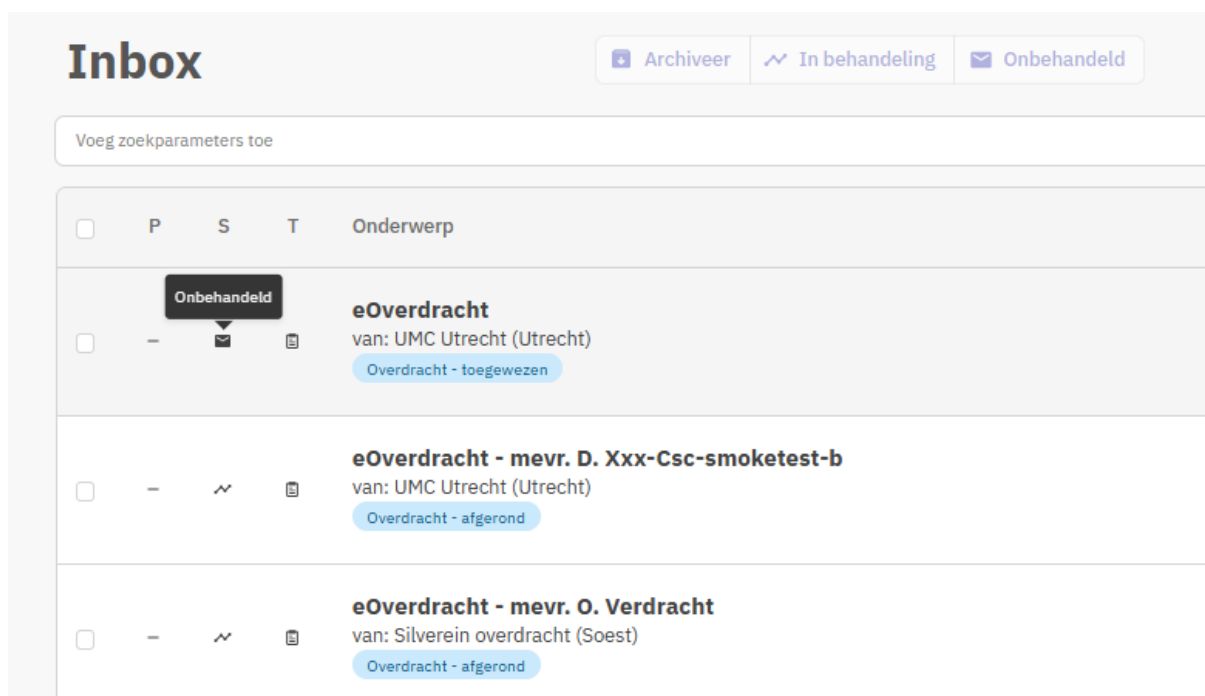 Inbox
Archiveer
In behandeling
Onbehandeld
Voeg zoekparameters toe
P S T Onderwerp
Onbehandeld
eOverdracht
– van: UMC Utrecht (Utrecht)
Overdracht - toegewezen
eOverdracht - mevr. D. Xxx-Csc-smoketest-b
– van: UMC Utrecht (Utrecht)
Overdracht - afgerond
eOverdracht - mevr. O. Verdracht
– van: Silverein overdracht (Soest)
Overdracht - afgerond